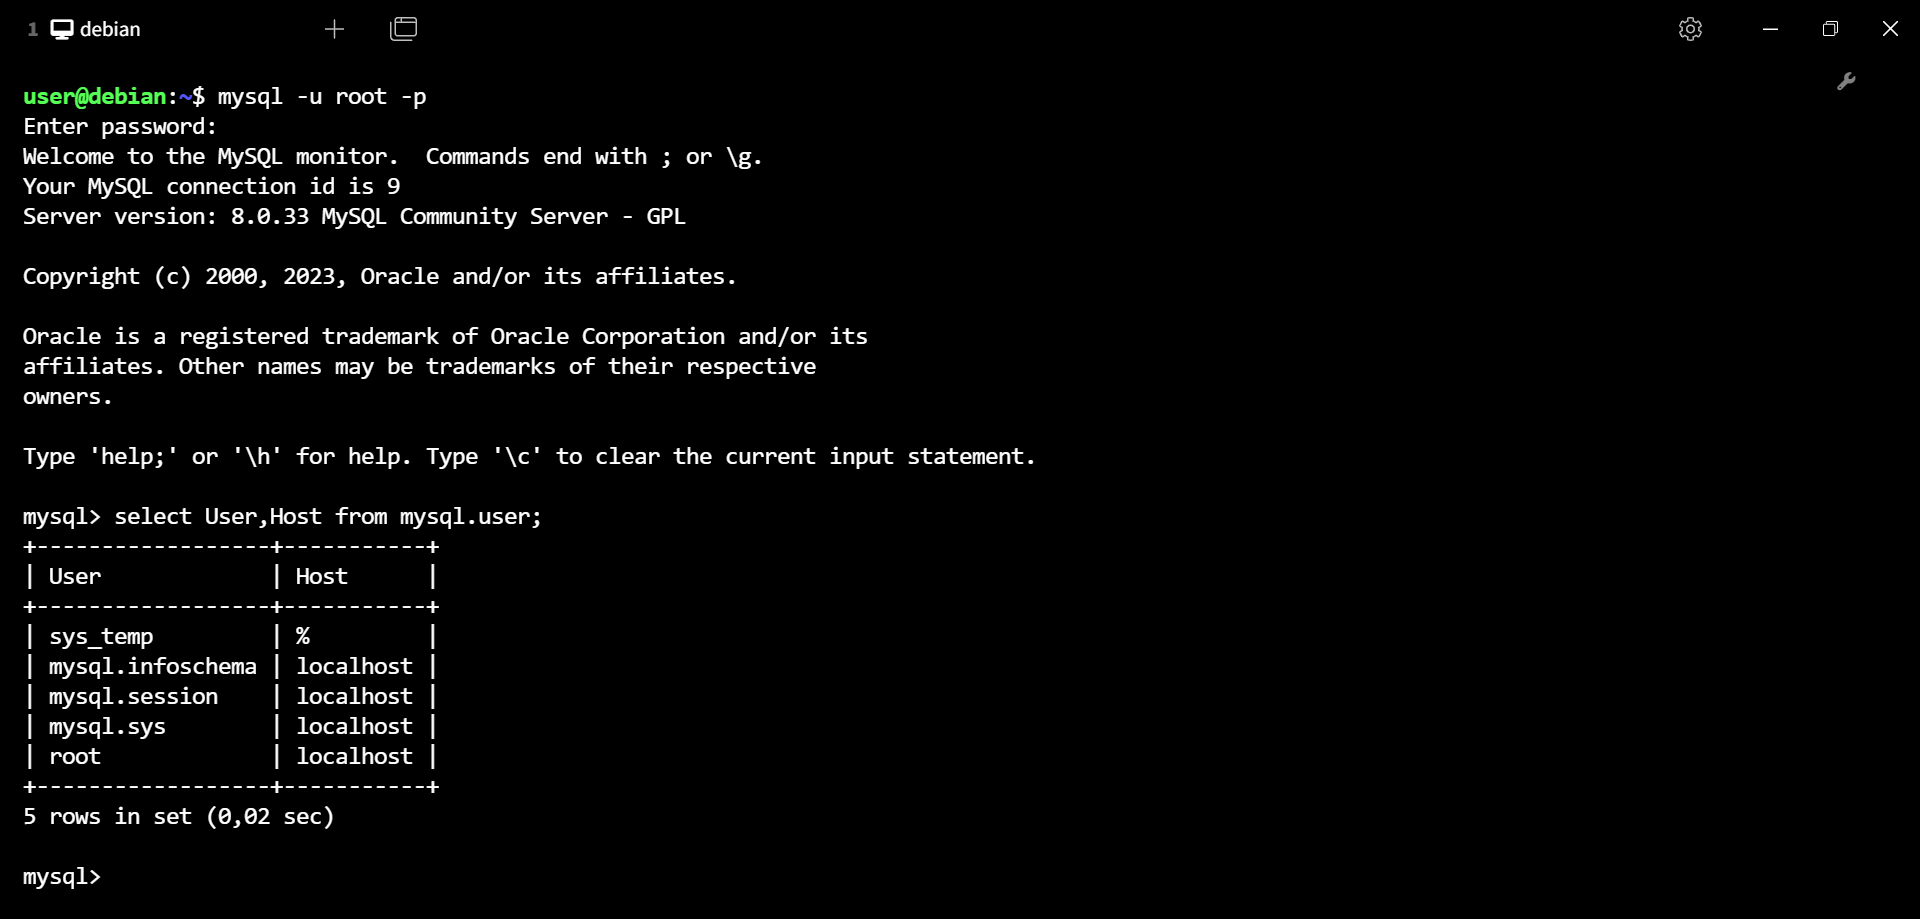 1 debian
user@debian:~$ mysql -u root -p
Enter password:
Welcome to the MySQL monitor.  Commands end with ; or \g.
Your MySQL connection id is 9
Server version: 8.0.33 MySQL Community Server - GPL
Copyright (c) 2000, 2023, Oracle and/or its affiliates.
Oracle is a registered trademark of Oracle Corporation and/or its
affiliates. Other names may be trademarks of their respective
owners.
Type 'help;' or '\h' for help. Type '\c' to clear the current input statement.
mysql> select User,Host from mysql.user;
+------------------+-----------+
| User             | Host      |
+------------------+-----------+
| sys_temp         | %         |
| mysql.infoschema | localhost |
| mysql.session    | localhost |
| mysql.sys        | localhost |
| root             | localhost |
+------------------+-----------+
5 rows in set (0,02 sec)
mysql>